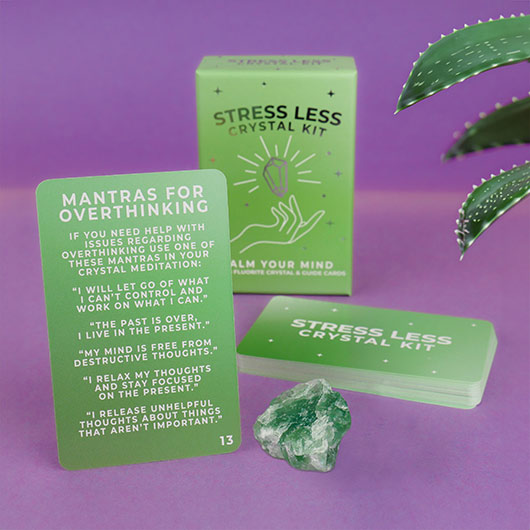 STRESS LESS
STRESS LESS
CRYSTAL KIT
CALM YOUR MIND
FLUORITE CRYSTAL & GUIDE CARDS
MANTRAS FOR
OVERTHINKING
IF YOU NEED HELP WITH
ISSUES REGARDING
OVERTHINKING USE ONE OF
THESE MANTRAS IN YOUR
CRYSTAL MEDITATION:
“I WILL LET GO OF WHAT
I CAN’T CONTROL AND
WORK ON WHAT I CAN.”
“THE PAST IS OVER,
I LIVE IN THE PRESENT.”
“MY MIND IS FREE FROM
DESTRUCTIVE THOUGHTS.”
“I RELAX MY THOUGHTS
AND STAY FOCUSED
ON THE PRESENT.”
“I RELEASE UNHELPFUL
THOUGHTS ABOUT THINGS
THAT AREN’T IMPORTANT.”
13
STRESS LESS
CRYSTAL KIT